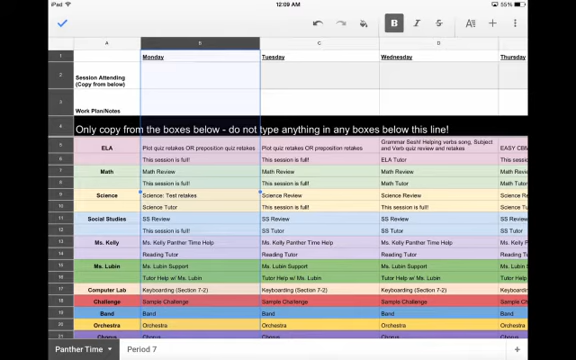 iPad 12:09 AM 55%
B I S A
A B C D
1 Monday Tuesday Wednesday Thursday
2 Session Attending
(Copy from below)
3 Work Plan/Notes
4 Only copy from the boxes below - do not type anything in any boxes below this line!
5 ELA Plot quiz retakes OR preposition quiz retakes Plot quiz retakes OR preposition quiz retakes Grammar Sesh! Helping verbs song, Subject
and Verb quiz review and retakes EASY CBM
6 This session is full! This session is full! ELA Tutor This session is
7 Math Math Review Math Review Math Review Math Review
8 This session is full! This session is full! Math Tutor This session is
9 Science Science: Test retakes Science Review Science Review Science Review
10 Science Tutor This session is full! This session is full! This session is
11 Social Studies SS Review SS Review SS Review SS Review
12 SS Tutor SS Tutor SS Tutor SS Tutor
13 Ms. Kelly Ms. Kelly Panther Time Help Ms. Kelly Panther Time Help Ms. Kelly Panther Time Help Ms. Kelly Pant
14 Reading Tutor Reading Tutor Reading Tutor Reading Tutor
15 Ms. Lubin Ms. Lubin Support Ms. Lubin Support Ms. Lubin Support Ms. Lubin Su
16 Tutor Help w/ Ms. Lubin Tutor Help w/ Ms. Lubin Tutor Help w/ Ms. Lubin Tutor Help w/
17 Computer Lab Keyboarding (Section 7-2) Keyboarding (Section 7-2) Keyboarding (Section 7-2) Keyboarding (
18 Challenge Sample Challenge Sample Challenge Sample Challenge Sample Chall
19 Band Band Band Band Band
20 Orchestra Orchestra Orchestra Orchestra Orchestra
21 Chorus Chorus Chorus Chorus Chorus
Panther Time Period 7